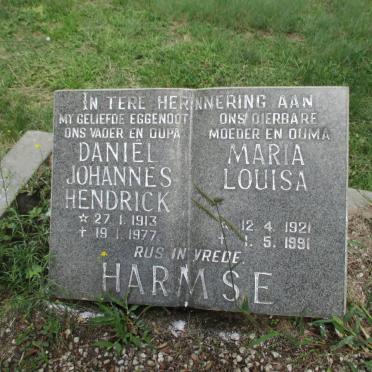 IN TERE HERINNERING AAN
MY GELIEFDE EGGENOOT
ONS VADER EN OUPA
DANIEL
JOHANNES
HENDRICK
☆ 27.1.1913
✝ 19.1.1977
ONS DIERBARE
MOEDER EN OUMA
MARIA
LOUISA
☆ 12.4.1921
✝ 1.5.1991
RUS IN VREDE.
HARMSE